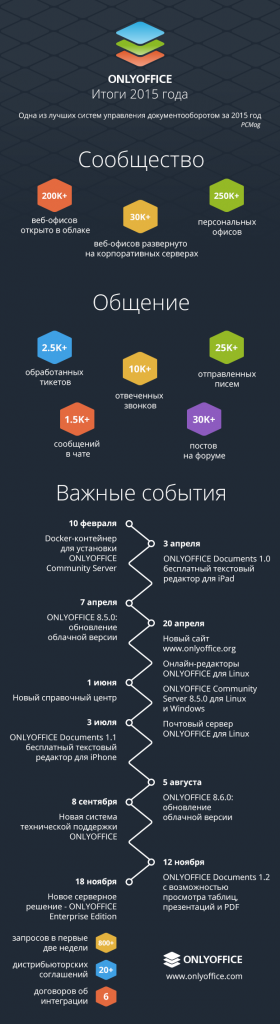 ONLYOFFICE
Итоги 2015 года
Одна из лучших систем управления документооборотом за 2015 год
PCMag
Сообщество
200K+
веб-офисов
открыто в облаке
30K+
веб-офисов развернуто
на корпоративных серверах
250K+
персональных
офисов
Общение
2.5K+
обработанных
тикетов
10K+
отвеченных
звонков
25K+
отправленных
писем
1.5K+
сообщений
в чате
30K+
постов
на форуме
Важные события
10 февраля
Docker-контейнер
для установки
ONLYOFFICE
Community Server
3 апреля
ONLYOFFICE Documents 1.0
бесплатный текстовый
редактор для iPad
7 апреля
ONLYOFFICE 8.5.0:
обновление
облачной версии
20 апреля
Новый сайт
www.onlyoffice.org
Онлайн-редакторы
ONLYOFFICE для Linux
ONLYOFFICE Community
Server 8.5.0 для Linux
и Windows
Почтовый сервер
ONLYOFFICE для Linux
1 июня
Новый справочный центр
3 июля
ONLYOFFICE Documents 1.1
бесплатный текстовый
редактор для iPhone
5 августа
ONLYOFFICE 8.6.0:
обновление
облачной версии
8 сентября
Новая система
технической поддержки
ONLYOFFICE
12 ноября
ONLYOFFICE Documents 1.2
с возможностью
просмотра таблиц,
презентаций и PDF
18 ноября
Новое серверное
решение - ONLYOFFICE
Enterprise Edition
запросов в первые
две недели
800+
дистрибьюторских
соглашений
20+
договоров об
интеграции
6
ONLYOFFICE
www.onlyoffice.com